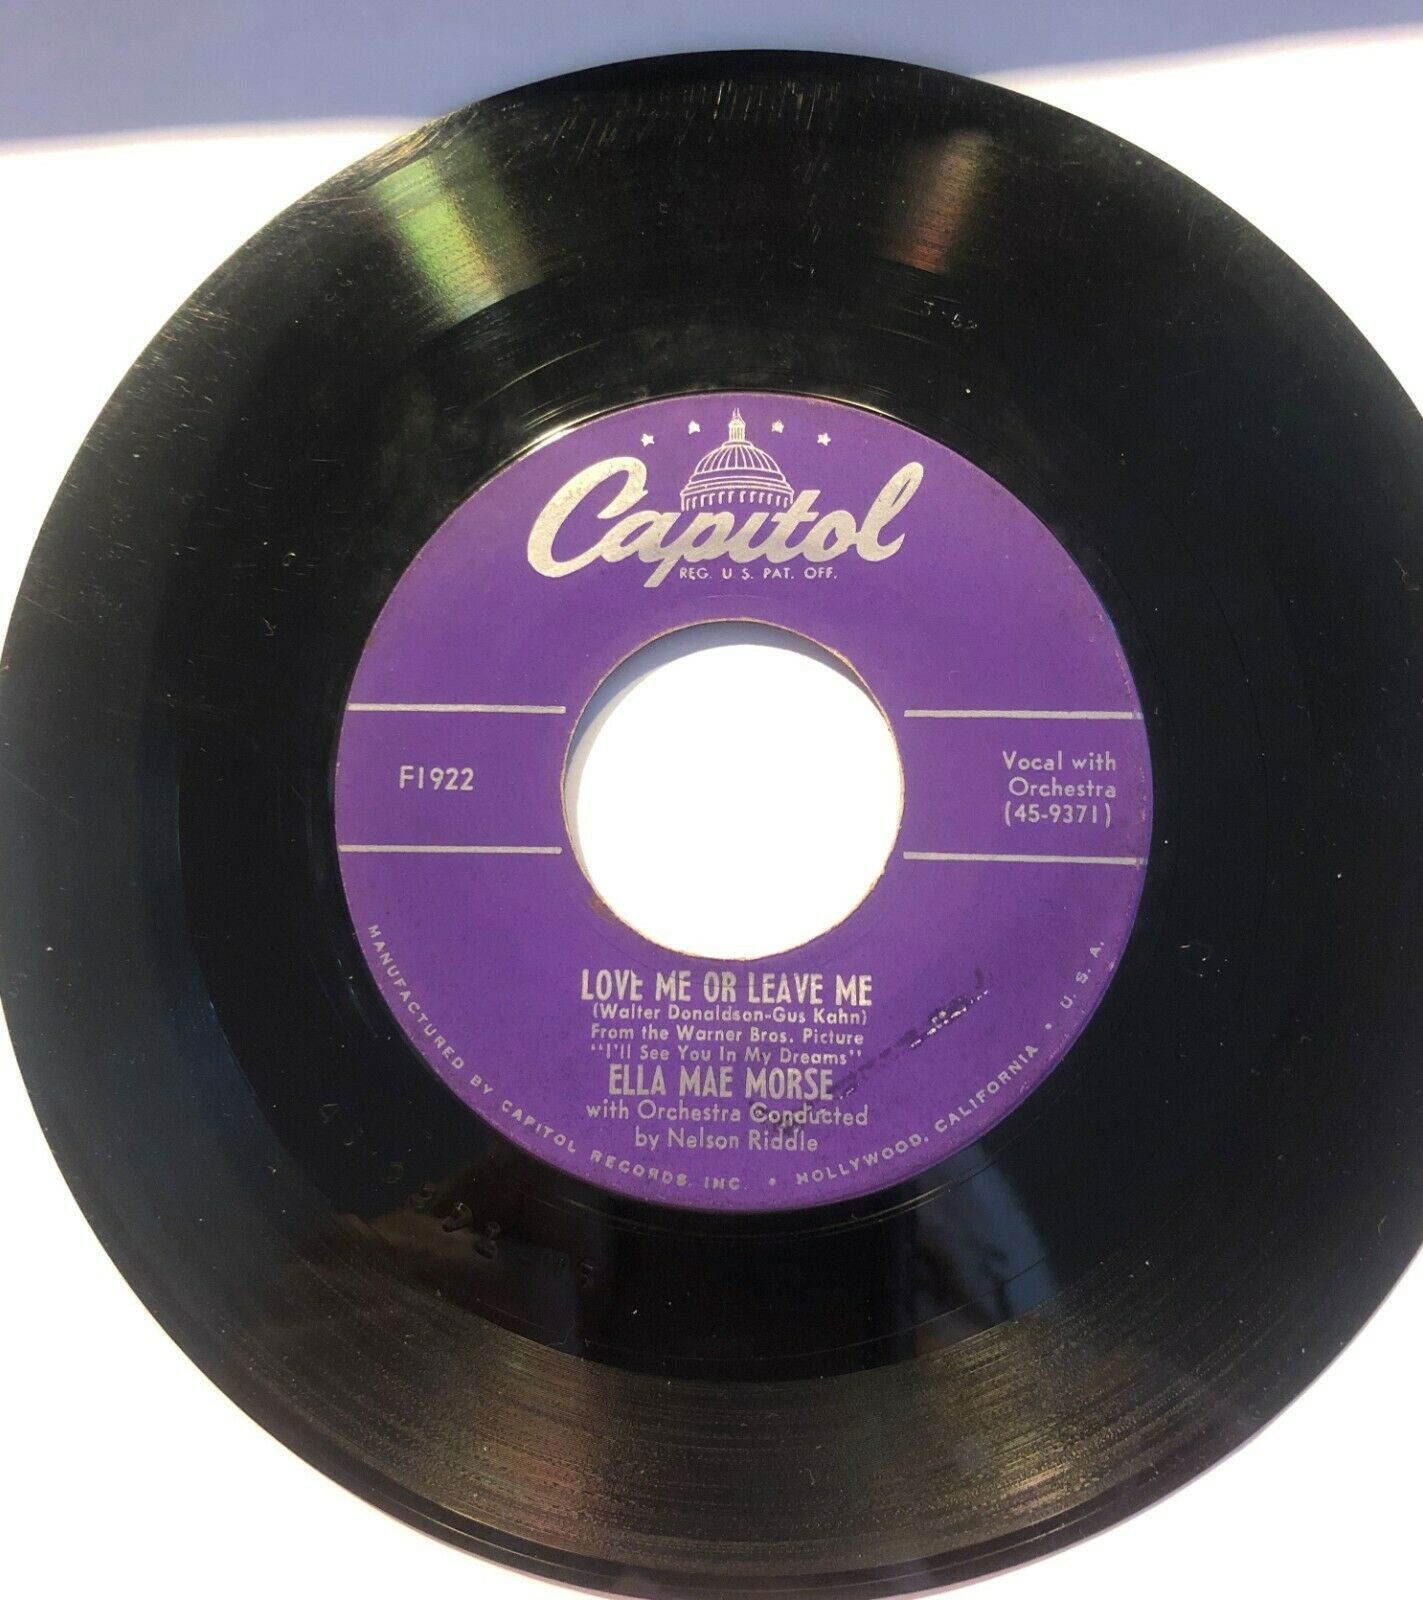 Capitol
REG. U.S. PAT. OFF.
F1922
Vocal with
Orchestra
(45-9371)
LOVE ME OR LEAVE ME
(Walter Donaldson-Gus Kahn)
From the Warner Bros. Picture
"I'll See You In My Dreams"
ELLA MAE MORSE
with Orchestra Conducted
by Nelson Riddle
MANUFACTURED BY CAPITOL RECORDS, INC. • HOLLYWOOD, CALIFORNIA • U.S.A.